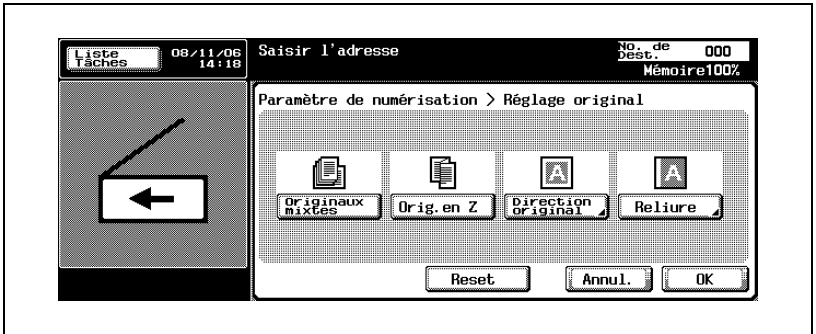 Liste Tâches
08/11/06
14:18
Saisir l'adresse
No. de Dest.
000
Mémoire100%
Paramètre de numérisation > Réglage original
A
A
Originaux mixtes
Orig.en Z
Direction original
Reliure
Reset
Annul.
OK